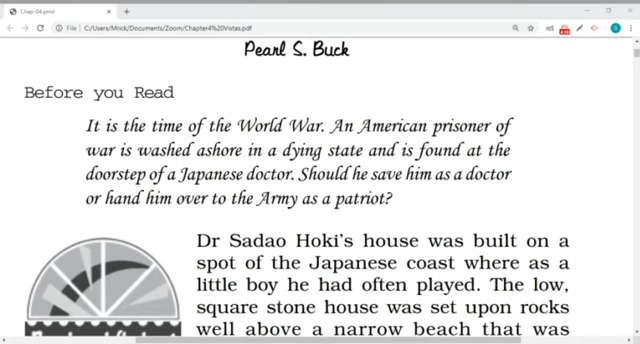 Chap-04.pmd
File | C:/Users/Mrick/Documents/Zoom/Chapter4%20Vistas.pdf
Pearl S. Buck
Before you Read
It is the time of the World War. An American prisoner of
war is washed ashore in a dying state and is found at the
doorstep of a Japanese doctor. Should he save him as a doctor
or hand him over to the Army as a patriot?
Dr Sadao Hoki's house was built on a
spot of the Japanese coast where as a
little boy he had often played. The low,
square stone house was set upon rocks
well above a narrow beach that was